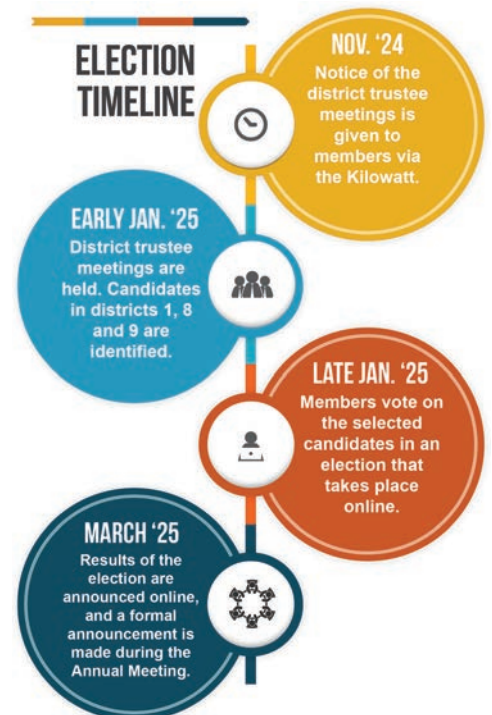 ELECTION
TIMELINE
NOV. ‘24
Notice of the
district trustee
meetings is
given to
members via
the Kilowatt.
EARLY JAN. ‘25
District trustee
meetings are
held. Candidates
in districts 1, 8
and 9 are
identified.
LATE JAN. ‘25
Members vote on
the selected
candidates in an
election that
takes place
online.
MARCH ‘25
Results of the
election are
announced online,
and a formal
announcement is
made during the
Annual Meeting.